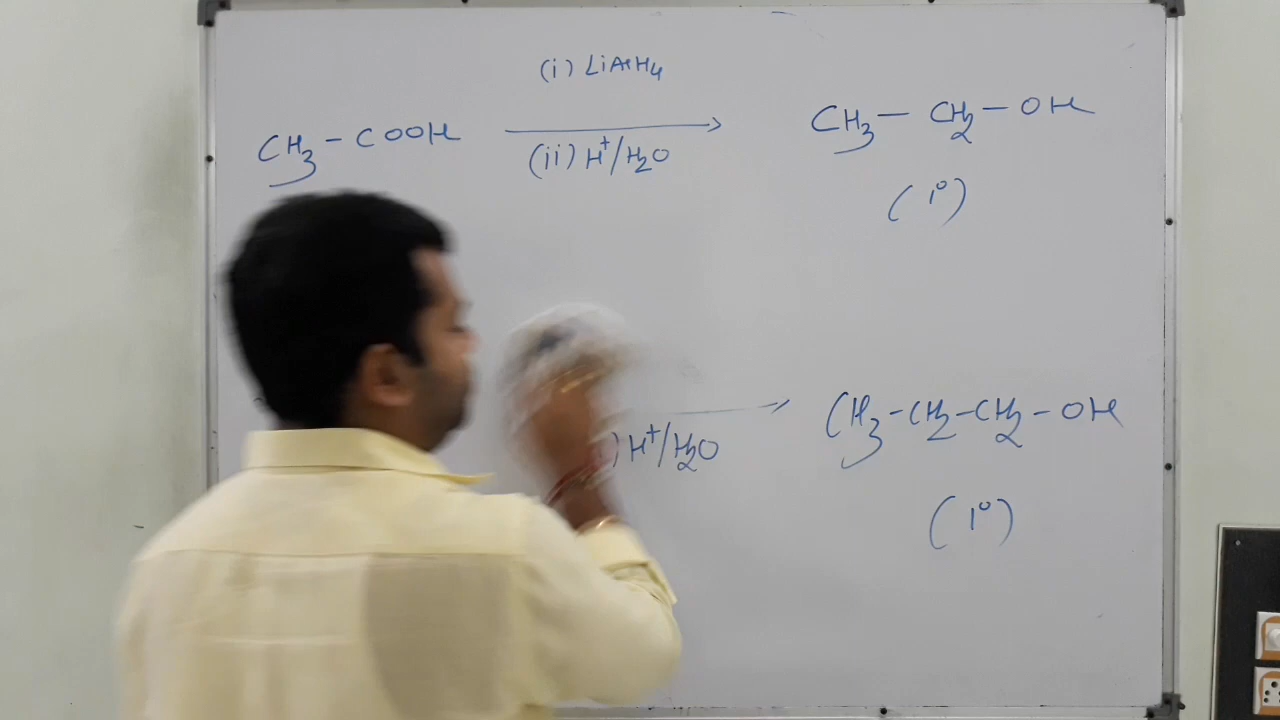 (i) LiAlH4
CH3 – COOH ⟶ CH3 – CH2 – OH
(ii) H+/H2O
(1°)
⟶ CH3-CH2-CH2-OH
) H+/H2O
(1°)